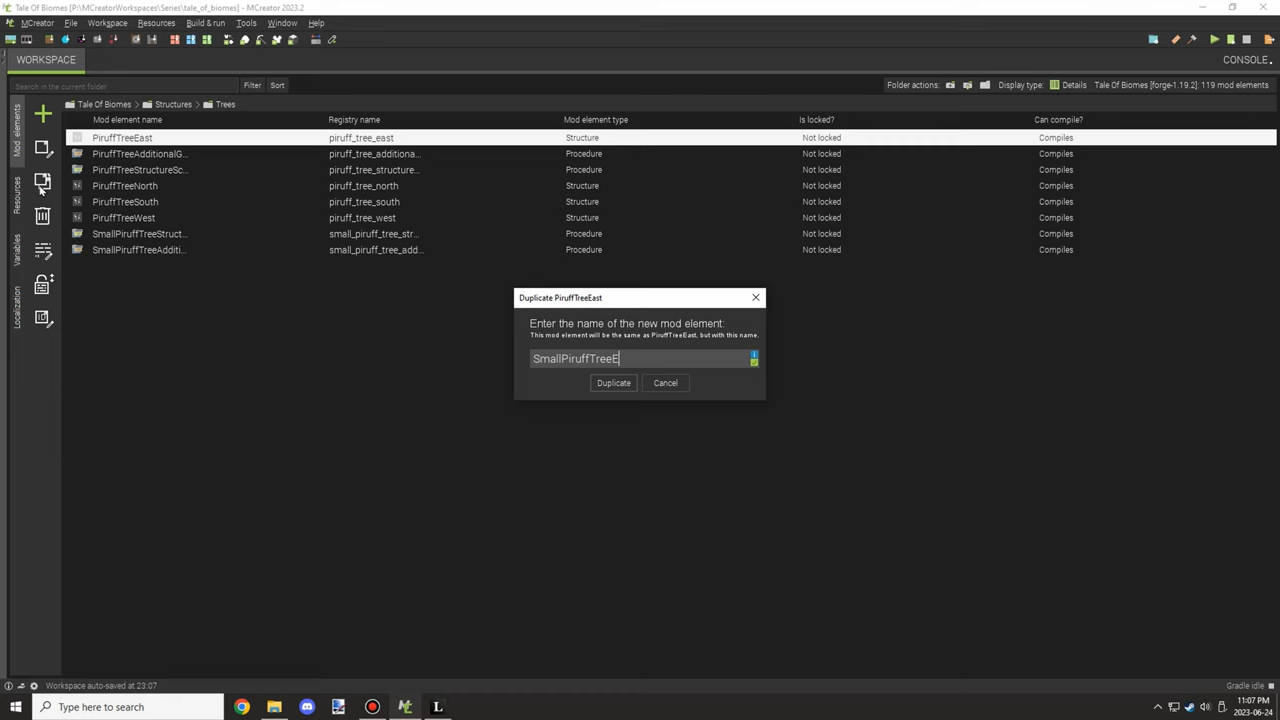 Tale Of Biomes [P:\MCreatorWorkspaces\Series\tale_of_biomes] - MCreator 2023.2
MCreator File Workspace Resources Build & run Tools Window Help
WORKSPACE
CONSOLE
Search in the current folder Filter Sort Folder actions: Display type: Details Tale Of Biomes [forge-1.19.2]: 119 mod elements
Tale Of Biomes Structures Trees
Mod element name Registry name Mod element type Is locked? Can compile?
PiruffTreeEast piruff_tree_east Structure Not locked Compiles
PiruffTreeAdditionalG... piruff_tree_additiona... Procedure Not locked Compiles
PiruffTreeStructureSc... piruff_tree_structure... Procedure Not locked Compiles
PiruffTreeNorth piruff_tree_north Structure Not locked Compiles
PiruffTreeSouth piruff_tree_south Structure Not locked Compiles
PiruffTreeWest piruff_tree_west Structure Not locked Compiles
SmallPiruffTreeStruct... small_piruff_tree_str... Procedure Not locked Compiles
SmallPiruffTreeAdditi... small_piruff_tree_add... Procedure Not locked Compiles
Mod elements
Resources
Variables
Localization
Duplicate PiruffTreeEast
Enter the name of the new mod element:
This mod element will be the same as PiruffTreeEast, but with this name.
SmallPiruffTreeE
Duplicate Cancel
Workspace auto-saved at 23:07 Gradle idle
Type here to search
11:07 PM
2023-06-24